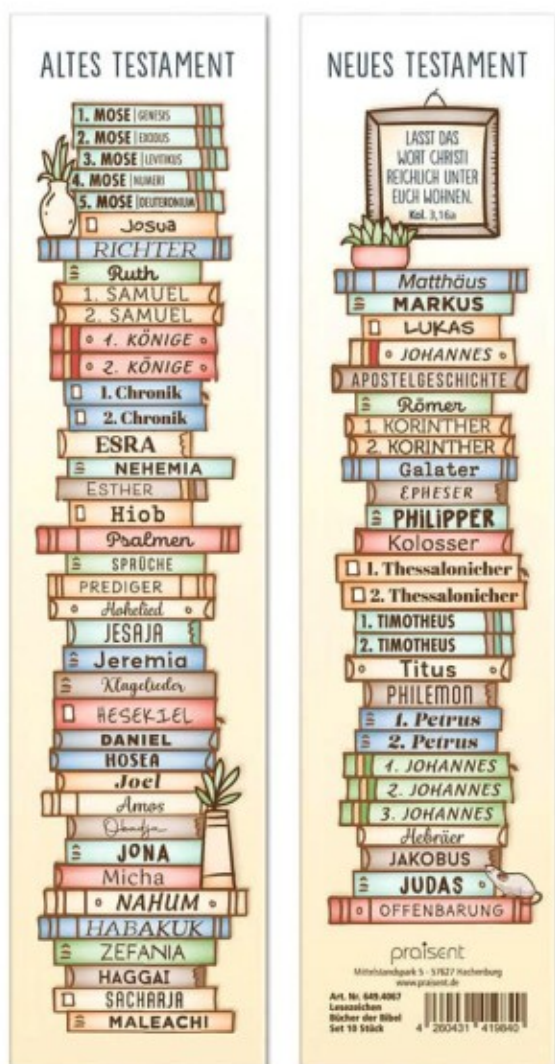 ALTES TESTAMENT
1. MOSE | GENESIS
2. MOSE | EXODUS
3. MOSE | LEVITIKUS
4. MOSE | NUMERI
5. MOSE | DEUTERONIUM
Josua
RICHTER
Ruth
1. SAMUEL
2. SAMUEL
1. KÖNIGE
2. KÖNIGE
1. Chronik
2. Chronik
ESRA
NEHEMIA
ESTHER
Hiob
Psalmen
SPRÜCHE
PREDIGER
Hohelied
JESAJA
Jeremia
Klagelieder
HESEKIEL
DANIEL
HOSEA
Joel
Amos
Obadja
JONA
Micha
NAHUM
HABAKUK
ZEFANIA
HAGGAI
SACHARJA
MALEACHI
NEUES TESTAMENT
LASST DAS
WORT CHRISTI
REICHLICH UNTER
EUCH WOHNEN.
Kol. 3,16a
Matthäus
MARKUS
LUKAS
JOHANNES
APOSTELGESCHICHTE
Römer
1. KORINTHER
2. KORINTHER
Galater
EPHESER
PHILIPPER
Kolosser
1. Thessalonicher
2. Thessalonicher
1. TIMOTHEUS
2. TIMOTHEUS
Titus
PHILEMON
1. Petrus
2. Petrus
1. JOHANNES
2. JOHANNES
3. JOHANNES
Hebräer
JAKOBUS
JUDAS
OFFENBARUNG
praisent
Mittelstandpark 5 - 57627 Hachenburg
www.praisent.de
Art. Nr. 649.4067
Lesezeichen
Bücher der Bibel
Set 10 Stück
4 260431 419840